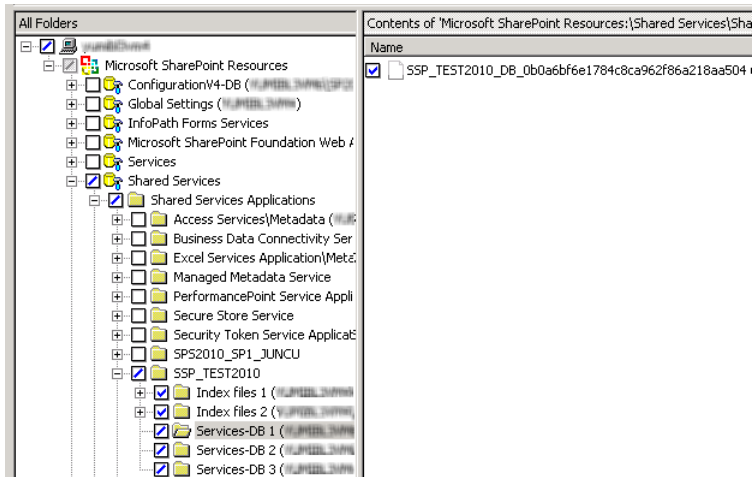 All Folders
Contents of 'Microsoft SharePoint Resources:\Shared Services\Sha
Name
SSP_TEST2010_DB_0b0a6bf6e1784c8ca962f86a218aa504
Microsoft SharePoint Resources
ConfigurationV4-DB (
Global Settings (
InfoPath Forms Services
Microsoft SharePoint Foundation Web A
Services
Shared Services
Shared Services Applications
Access Services\Metadata (
Business Data Connectivity Ser
Excel Services Application\Meta
Managed Metadata Service
PerformancePoint Service Appli
Secure Store Service
Security Token Service Applicat
SPS2010_SP1_JUNCU
SSP_TEST2010
Index files 1 (
Index files 2 (
Services-DB 1 (
Services-DB 2 (
Services-DB 3 (